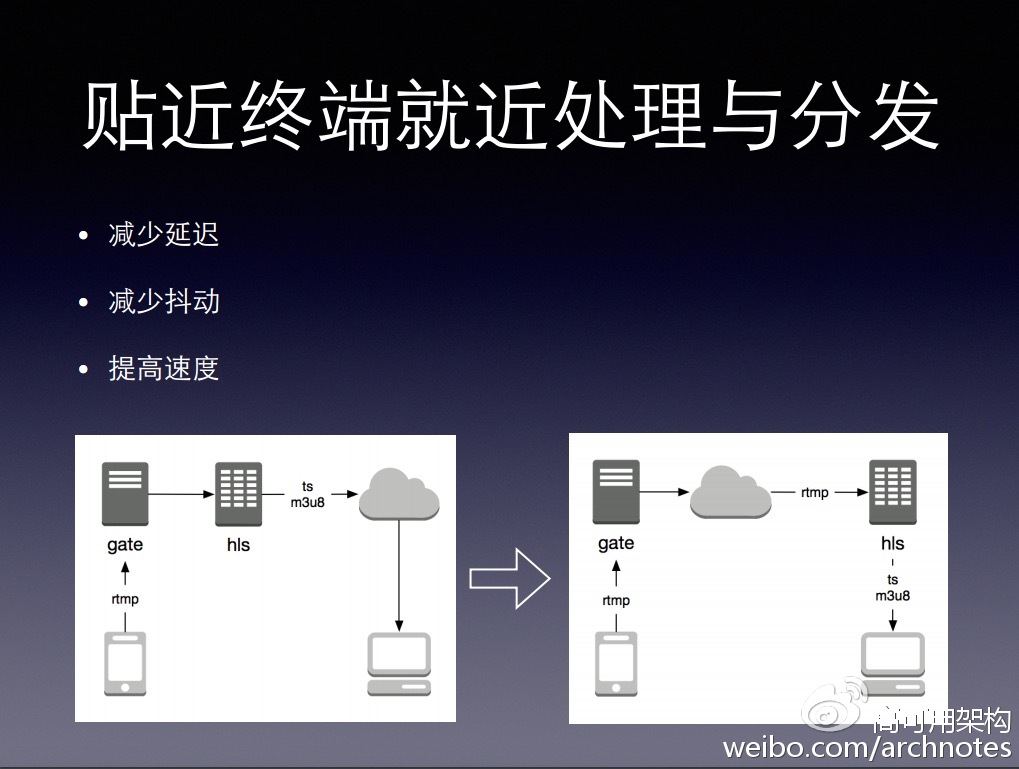 贴近终端就近处理与分发
• 减少延迟
• 减少抖动
• 提高速度
ts
m3u8
gate
hls
rtmp
rtmp
gate
hls
rtmp
ts
m3u8
高可用架构
weibo.com/archnotes